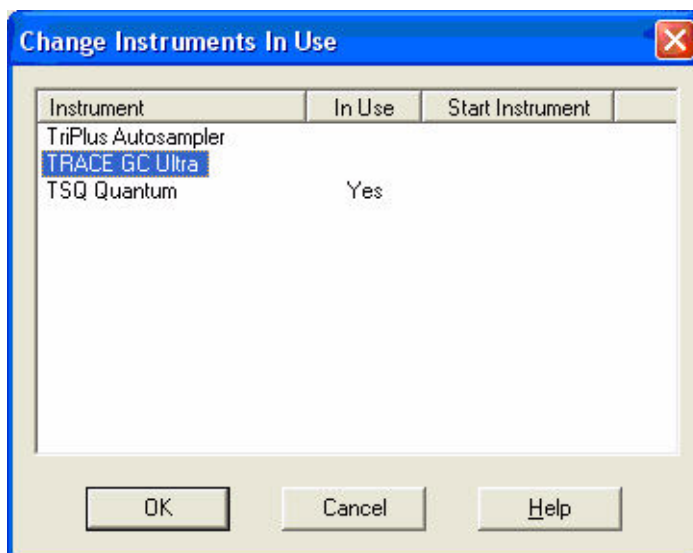 Change Instruments In Use
Instrument In Use Start Instrument
TriPlus Autosampler
TRACE GC Ultra
TSQ Quantum Yes
OK Cancel Help